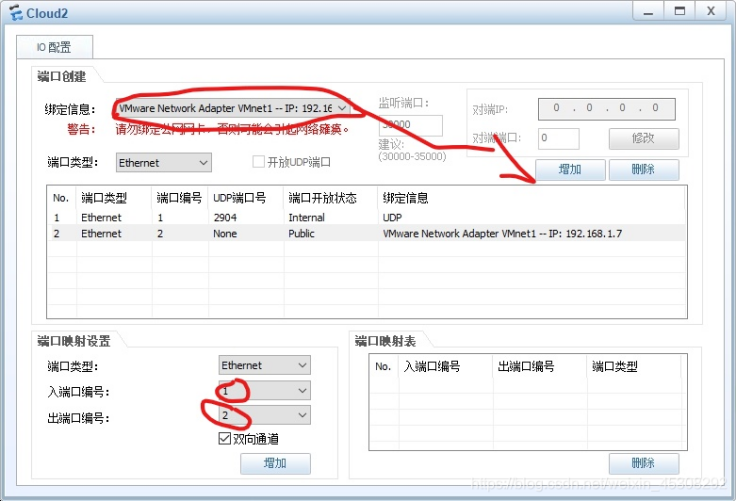 Cloud2
IO 配置
端口创建
绑定信息: VMware Network Adapter VMnet1 -- IP: 192.16
警告: 请勿绑定公网网卡，否则可能会引起网络瘫痪。
端口类型: Ethernet 开放UDP端口
监听端口:
30000
建议:
(30000-35000)
对端IP: 0 . 0 . 0 . 0
对端端口: 0 修改
增加 删除
No. 端口类型 端口编号 UDP端口号 端口开放状态 绑定信息
1 Ethernet 1 2904 Internal UDP
2 Ethernet 2 None Public VMware Network Adapter VMnet1 -- IP: 192.168.1.7
端口映射设置
端口类型: Ethernet
入端口编号: 1
出端口编号: 2
双向通道
增加
端口映射表
No. 入端口编号 出端口编号 端口类型
删除